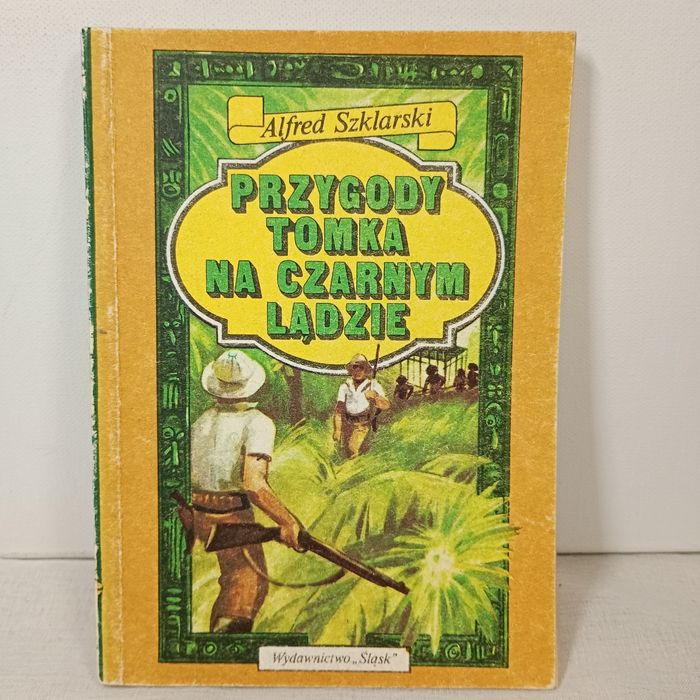 Alfred Szklarski
PRZYGODY
TOMKA
NA CZARNYM
LĄDZIE
Wydawnictwo „Śląsk”